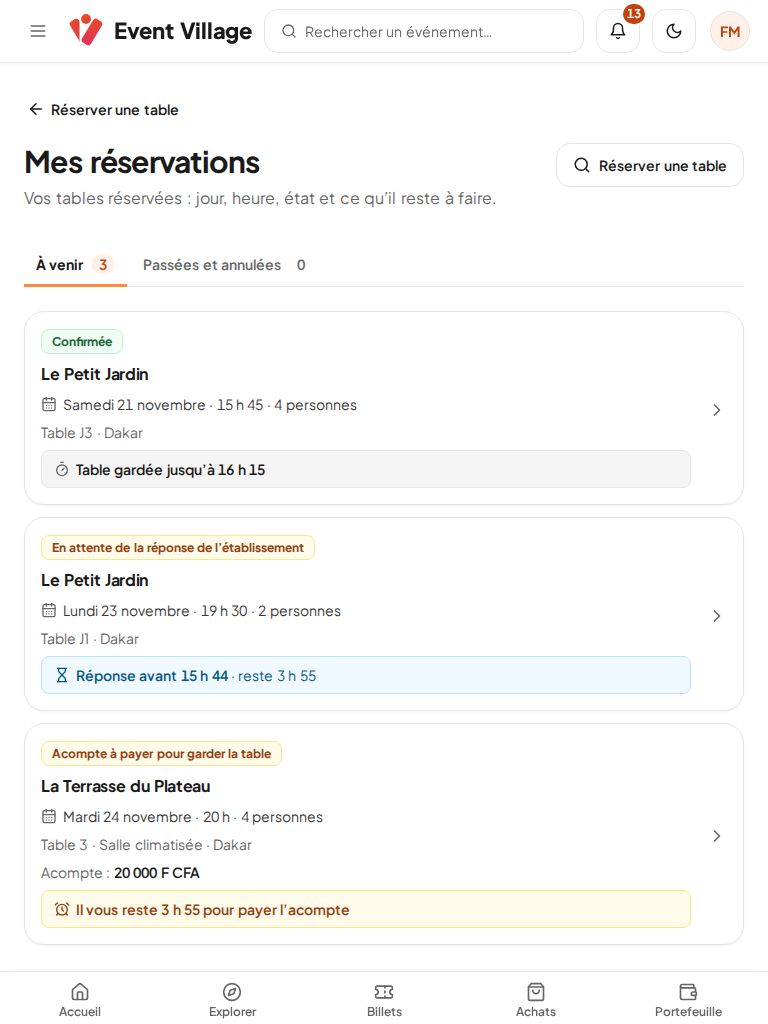 Event Village
Rechercher un événement…
13
FM
Réserver une table
Mes réservations
Réserver une table
Vos tables réservées : jour, heure, état et ce qu’il reste à faire.
À venir 3
Passées et annulées 0
Confirmée
Le Petit Jardin
Samedi 21 novembre · 15 h 45 · 4 personnes
Table J3 · Dakar
Table gardée jusqu’à 16 h 15
En attente de la réponse de l’établissement
Le Petit Jardin
Lundi 23 novembre · 19 h 30 · 2 personnes
Table J1 · Dakar
Réponse avant 15 h 44 · reste 3 h 55
Acompte à payer pour garder la table
La Terrasse du Plateau
Mardi 24 novembre · 20 h · 4 personnes
Table 3 · Salle climatisée · Dakar
Acompte : 20 000 F CFA
Il vous reste 3 h 55 pour payer l’acompte
Accueil
Explorer
Billets
Achats
Portefeuille